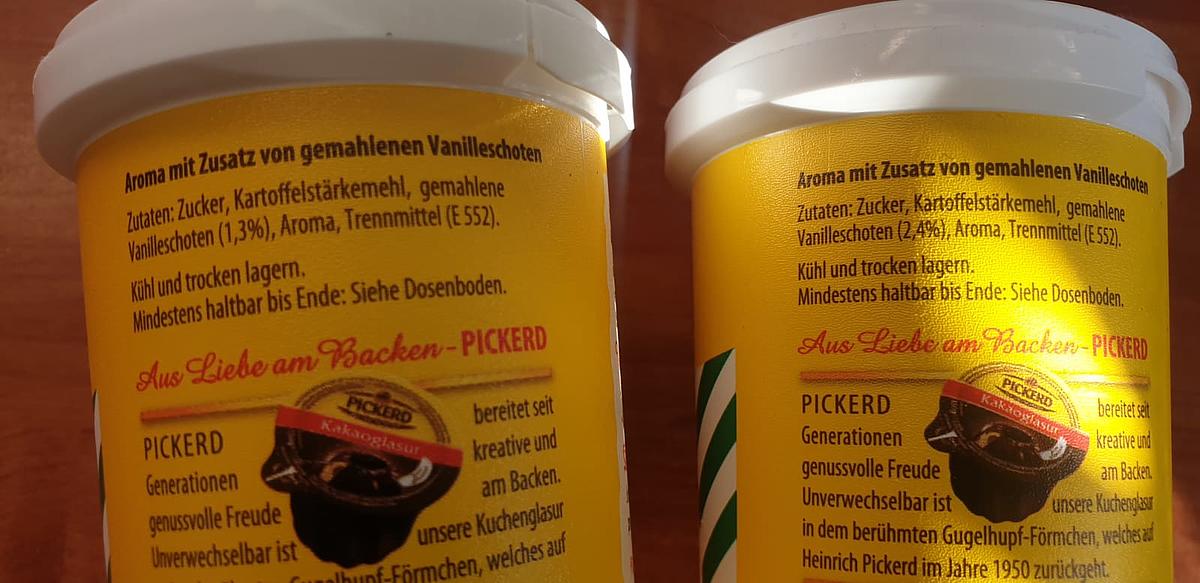 Aroma mit Zusatz von gemahlenen Vanilleschoten
Zutaten: Zucker, Kartoffelstärkemehl, gemahlene
Vanilleschoten (1,3%), Aroma, Trennmittel (E 552).
Kühl und trocken lagern.
Mindestens haltbar bis Ende: Siehe Dosenboden.
Aus Liebe am Backen - PICKERD
PICKERD
Kakaoglasur
PICKERD bereitet seit
Generationen kreative und
genussvolle Freude am Backen.
Unverwechselbar ist unsere Kuchenglasur
Gugelhupf-Förmchen, welches auf
Aroma mit Zusatz von gemahlenen Vanilleschoten
Zutaten: Zucker, Kartoffelstärkemehl, gemahlene
Vanilleschoten (2,4%), Aroma, Trennmittel (E 552).
Kühl und trocken lagern.
Mindestens haltbar bis Ende: Siehe Dosenboden.
Aus Liebe am Backen - PICKERD
PICKERD
Kakaoglasur
PICKERD bereitet seit
Generationen kreative und
genussvolle Freude am Backen.
Unverwechselbar ist unsere Kuchenglasur
in dem berühmten Gugelhupf-Förmchen, welches auf
Heinrich Pickerd im Jahre 1950 zurückgeht.